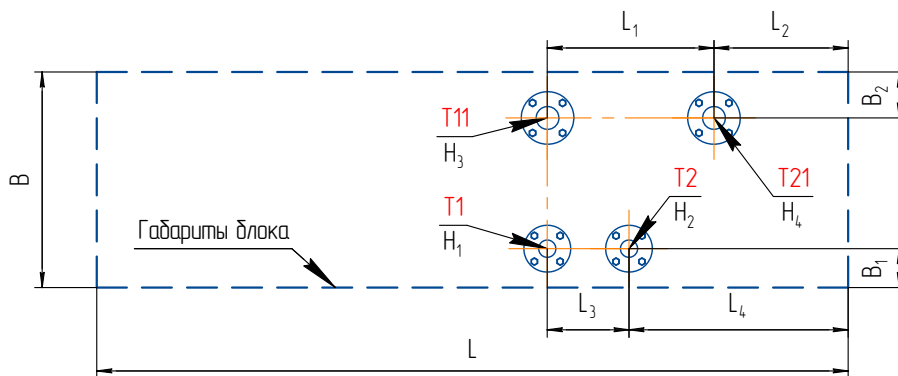 L₁
L₂
B₂
T11
H₃
T21
H₄
B
T2
H₂
T1
H₁
Габариты блока
B₁
L₃
L₄
L